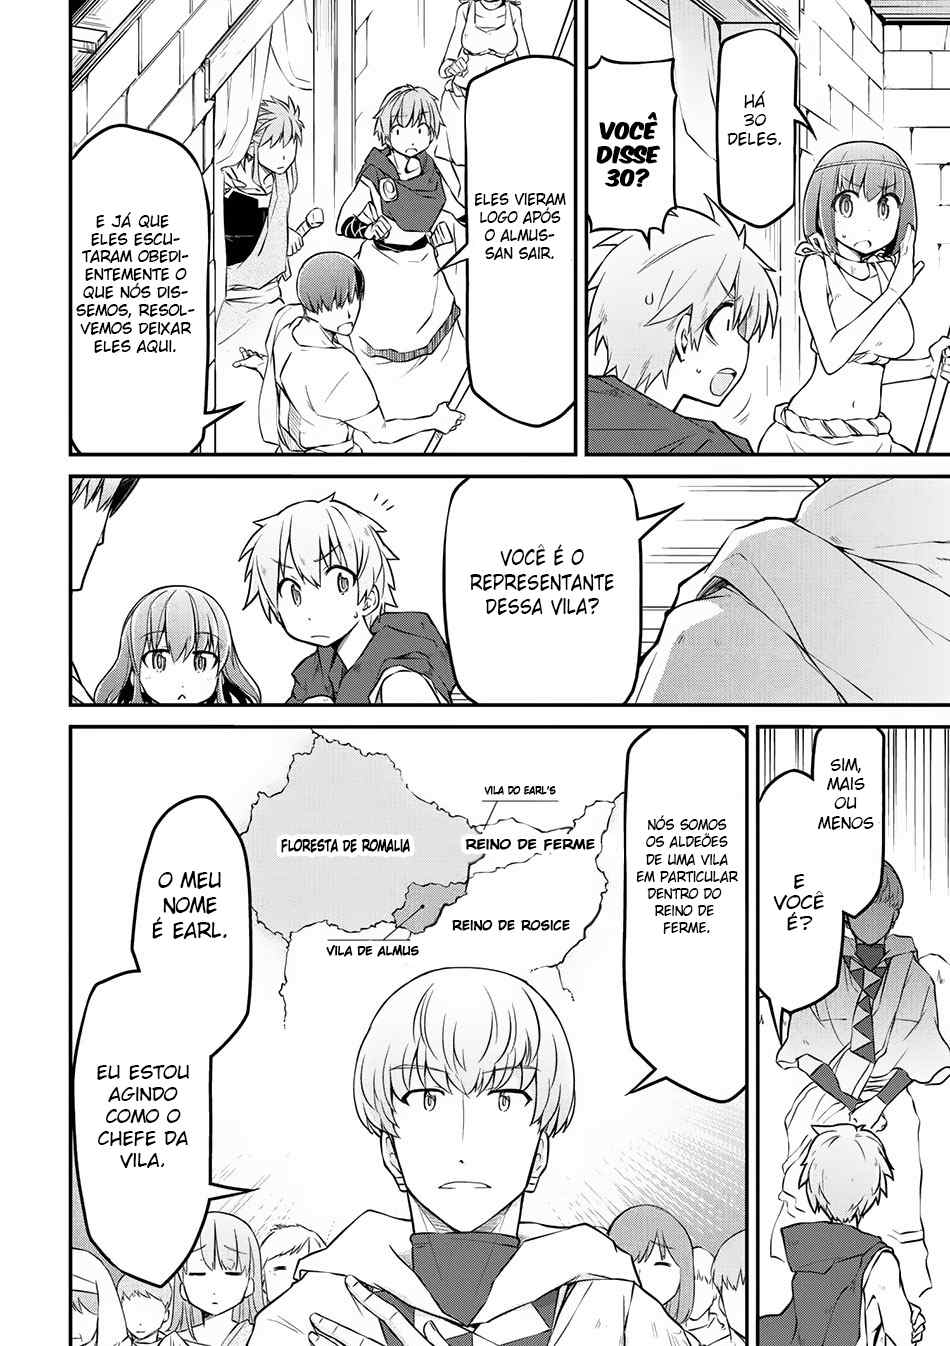 HÁ
30
DELES.
VOCÊ
DISSE
30?
ELES VIERAM
LOGO APÓS
O ALMUS-
SAN SAIR.
E JÁ QUE
ELES ESCU-
TARAM OBEDI-
ENTEMENTE O
QUE NÓS DIS-
SEMOS, RESOL-
VEMOS DEIXAR
ELES AQUI.
VOCÊ É O
REPRESENTANTE
DESSA VILA?
SIM,
MAIS
OU
MENOS
E
VOCÊ
É?
NÓS SOMOS
OS ALDEÕES
DE UMA VILA
EM PARTICULAR
DENTRO DO
REINO DE
FERME.
VILA DO EARL'S
FLORESTA DE ROMALIA
REINO DE FERME
REINO DE ROSICE
VILA DE ALMUS
O MEU
NOME
É EARL.
EU ESTOU
AGINDO
COMO O
CHEFE DA
VILA.